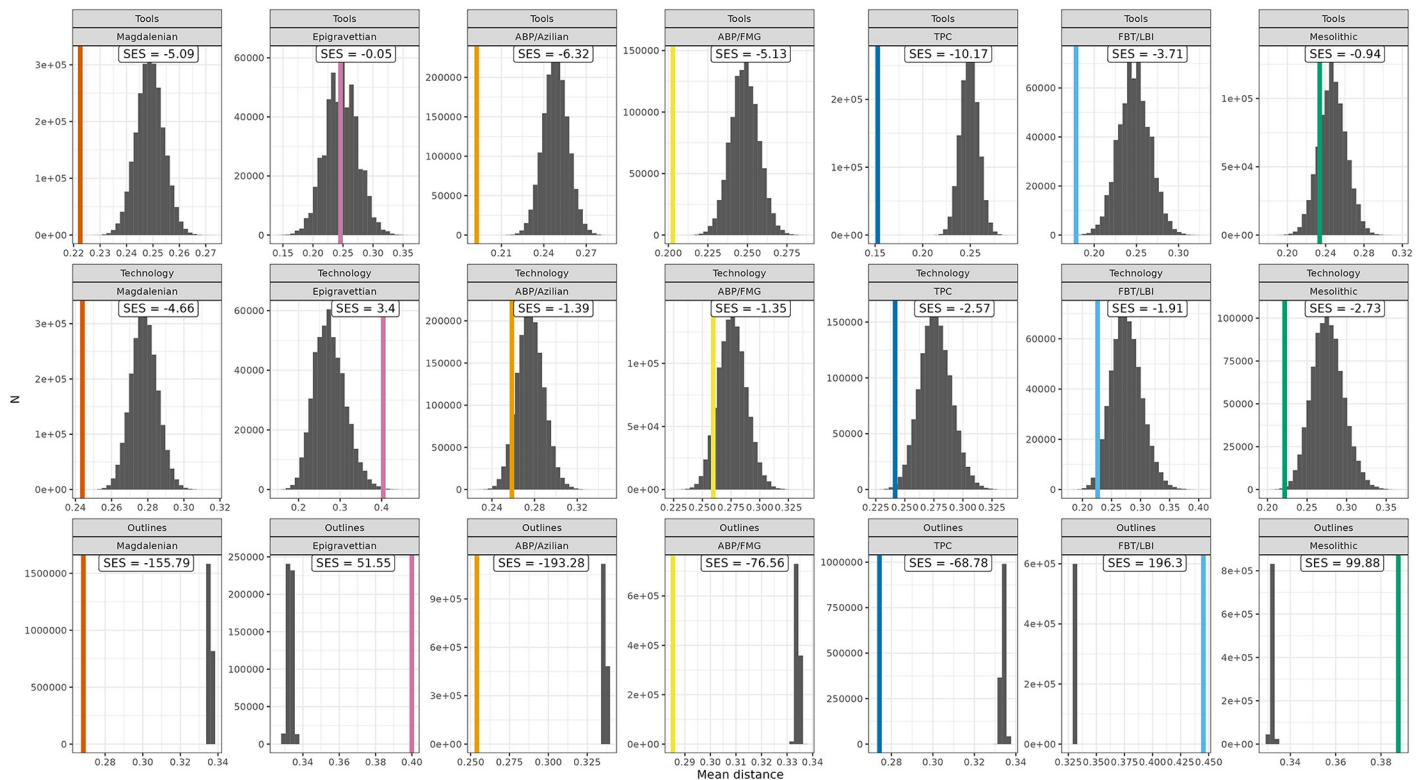 Tools Tools Tools Tools Tools Tools Tools
Magdalenian Epigravettian ABP/Azilian ABP/FMG TPC FBT/LBI Mesolithic
SES = -5.09 SES = -0.05 SES = -6.32 SES = -5.13 SES = -10.17 SES = -3.71 SES = -0.94
3e+05 60000 200000 150000 2e+05 60000 1e+05
2e+05 40000 150000 100000 1e+05 40000 5e+04
1e+05 20000 100000 50000 0e+00 20000 0e+00
0e+00 0 50000 0 0
0
0.22 0.23 0.24 0.25 0.26 0.27 0.15 0.20 0.25 0.30 0.35 0.21 0.24 0.27 0.200 0.225 0.250 0.275 0.15 0.20 0.25 0.20 0.25 0.30 0.20 0.24 0.28 0.32
Technology Technology Technology Technology Technology Technology Technology
Magdalenian Epigravettian ABP/Azilian ABP/FMG TPC FBT/LBI Mesolithic
SES = -4.66 SES = 3.4 SES = -1.39 SES = -1.35 SES = -2.57 SES = -1.91 SES = -2.73
3e+05 60000 200000 1e+05 150000 60000 100000
2e+05 40000 150000 5e+04 100000 40000 75000
1e+05 20000 100000 0e+00 50000 20000 50000
0e+00 0 50000 0 0 25000
0 0
0.24 0.26 0.28 0.30 0.32 0.2 0.3 0.4 0.24 0.28 0.32 0.225 0.250 0.275 0.300 0.325 0.225 0.250 0.275 0.300 0.325 0.20 0.25 0.30 0.35 0.40 0.20 0.25 0.30 0.35
N
Outlines Outlines Outlines Outlines Outlines Outlines Outlines
Magdalenian Epigravettian ABP/Azilian ABP/FMG TPC FBT/LBI Mesolithic
SES = -155.79 SES = 51.55 SES = -193.28 SES = -76.56 SES = -68.78 SES = 196.3 SES = 99.88
1500000 250000 9e+05 6e+05 1000000 6e+05 8e+05
1000000 200000 6e+05 4e+05 750000 4e+05 6e+05
500000 150000 3e+05 2e+05 500000 2e+05 4e+05
0 100000 0e+00 0e+00 250000 0e+00 2e+05
50000 0 0e+00
0
0.28 0.30 0.32 0.34 0.34 0.36 0.38 0.40 0.250 0.275 0.300 0.325 0.29 0.30 0.31 0.32 0.33 0.34 0.28 0.30 0.32 0.34 0.325 0.350 0.375 0.400 0.425 0.450 0.34 0.36 0.38
Mean distance